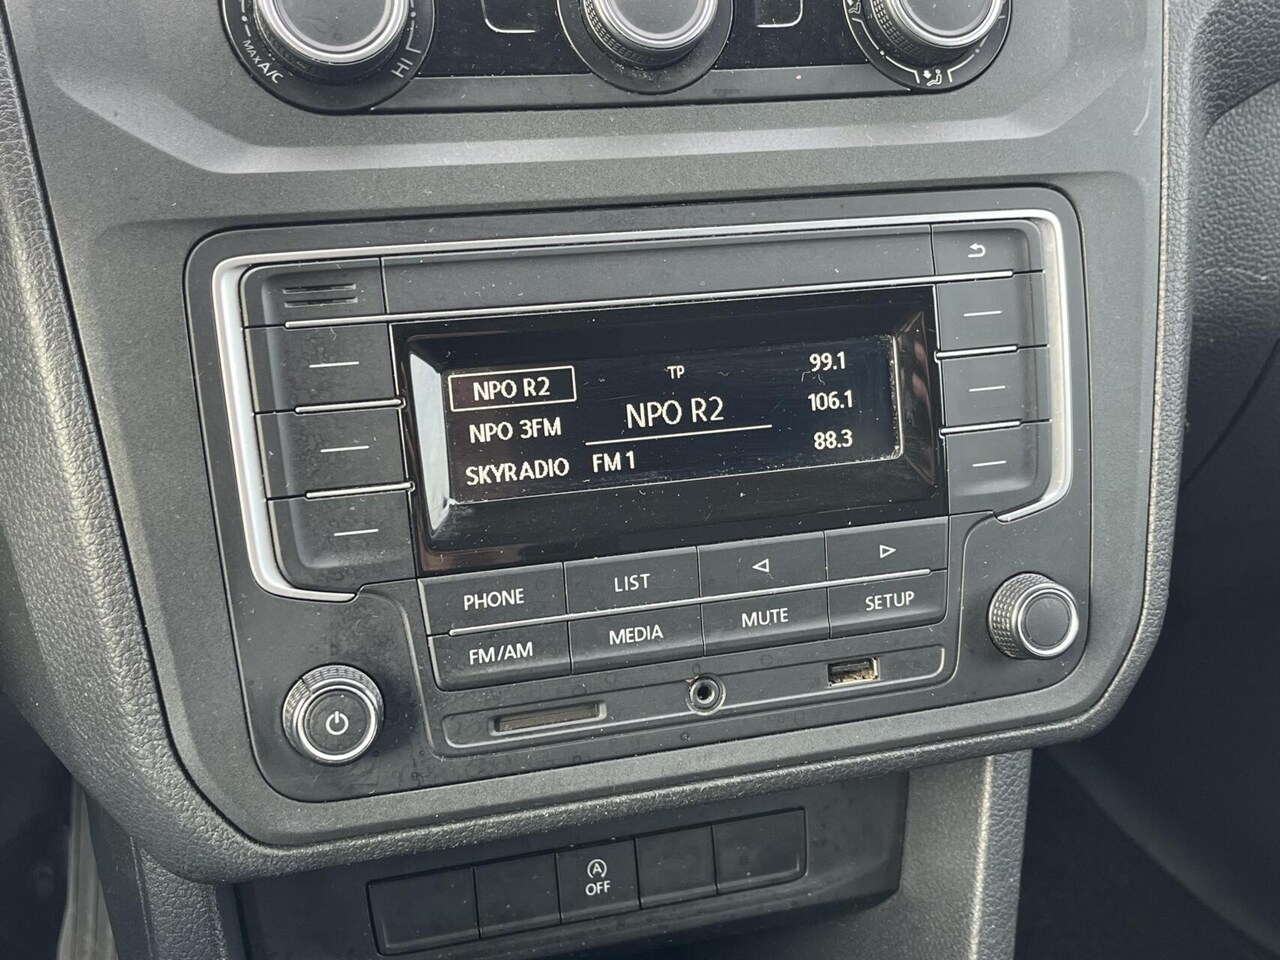 MAX A/C
HI
TP
99.1
NPO R2
NPO R2
106.1
NPO 3FM
88.3
SKYRADIO
FM 1
PHONE
LIST
FM/AM
MEDIA
MUTE
SETUP
A
OFF